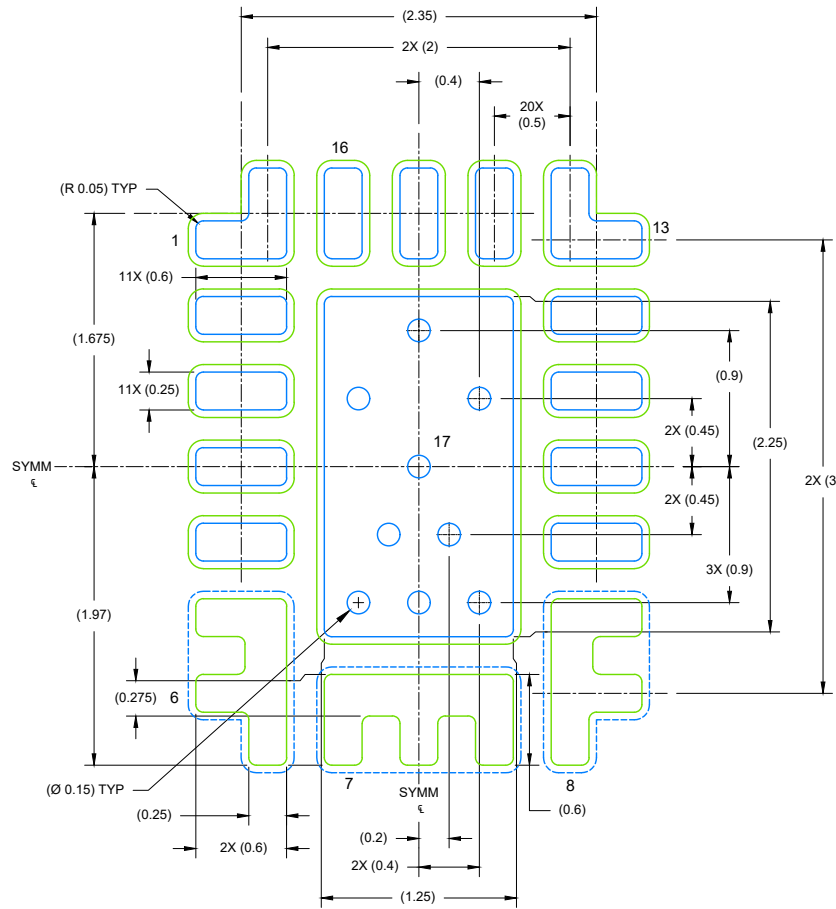 (2.35)
2X (2)
(0.4)
20X
(0.5)
16
(R 0.05) TYP
1
13
11X (0.6)
(1.675)
(0.9)
11X (0.25)
2X (0.45)
(2.25)
17
SYMM
℄
2X (3
2X (0.45)
3X (0.9)
(1.97)
(0.275)
6
(Ø 0.15) TYP
7
SYMM
℄
8
(0.25)
(0.6)
(0.2)
2X (0.6)
2X (0.4)
(1.25)